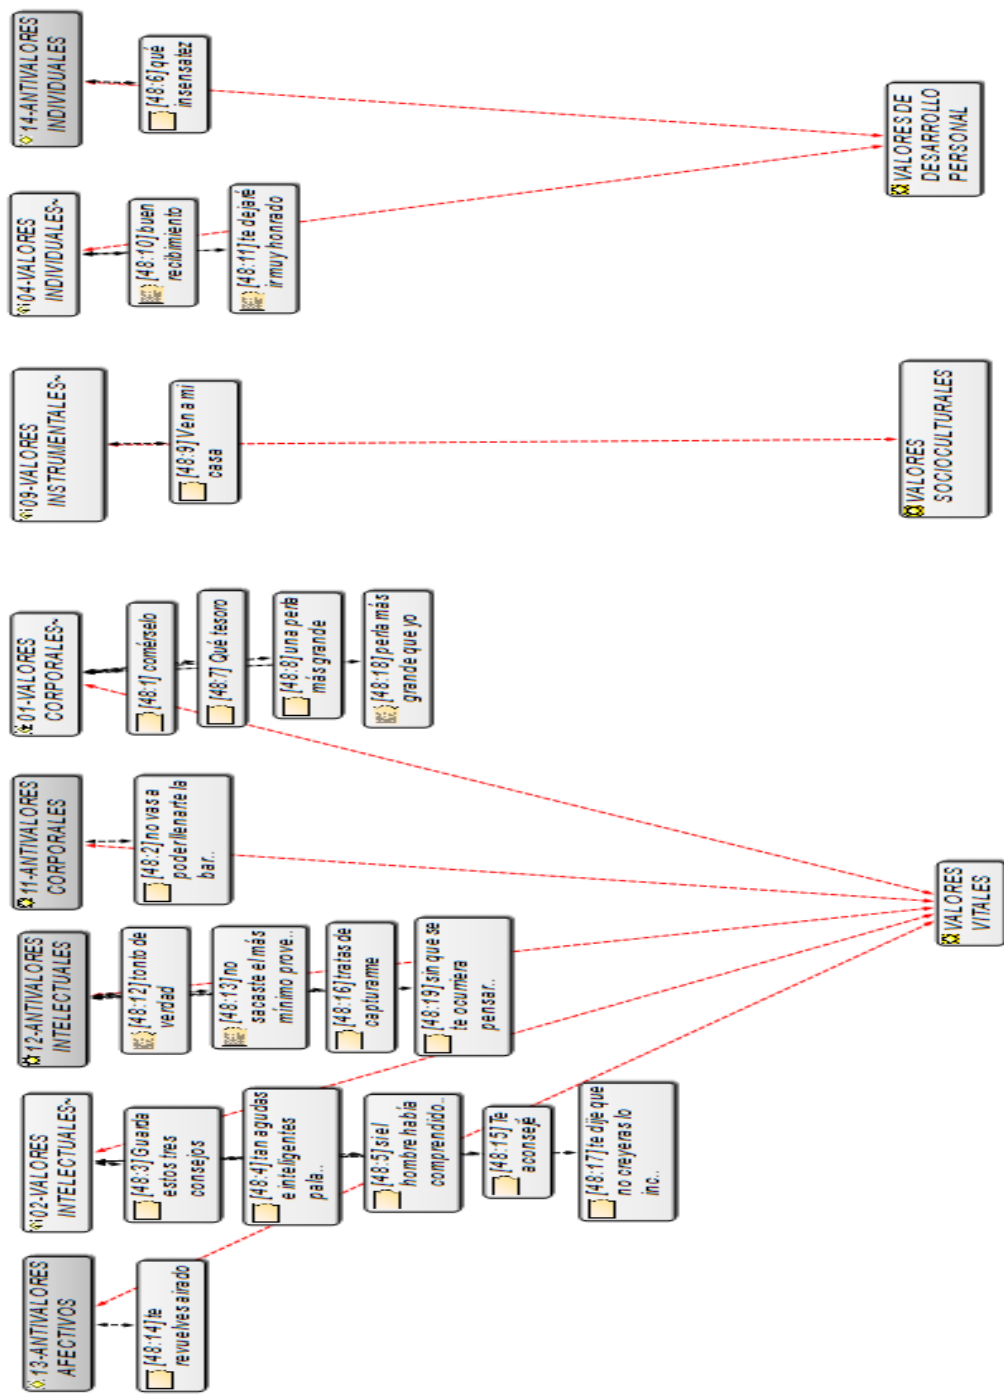 13-ANTIVALORES
AFECTIVOS
[48:14] te
revuelves airado
02-VALORES
INTELECTUALES~
[48:3] Guarda
estos tres
consejos
[48:4] tan agudas
e inteligentes
pala..
[48:5] si el
hombre había
comprendido..
[48:15] Te
aconsejé
[48:17] te dije que
no creyeras lo
inc..
12-ANTIVALORES
INTELECTUALES
[48:12] tonto de
verdad
[48:13] no
sacaste el más
mínimo prove..
[48:16] tratas de
capturarme
[48:19] sin que se
te ocurriera
pensar..
11-ANTIVALORES
CORPORALES
[48:2] no vas a
poder llenarte la
bar..
01-VALORES
CORPORALES~
[48:1] comérselo
[48:7] Qué tesoro
[48:8] una perla
más grande
[48:18] perla más
grande que yo
VALORES
VITALES
09-VALORES
INSTRUMENTALES~
[48:9] Ven a mi
casa
VALORES
SOCIOCULTURALES
04-VALORES
INDIVIDUALES~
[48:10] buen
recibimiento
[48:11] te dejaré
ir muy honrado
14-ANTIVALORES
INDIVIDUALES
[48:6] qué
insensatez
VALORES DE
DESARROLLO
PERSONAL